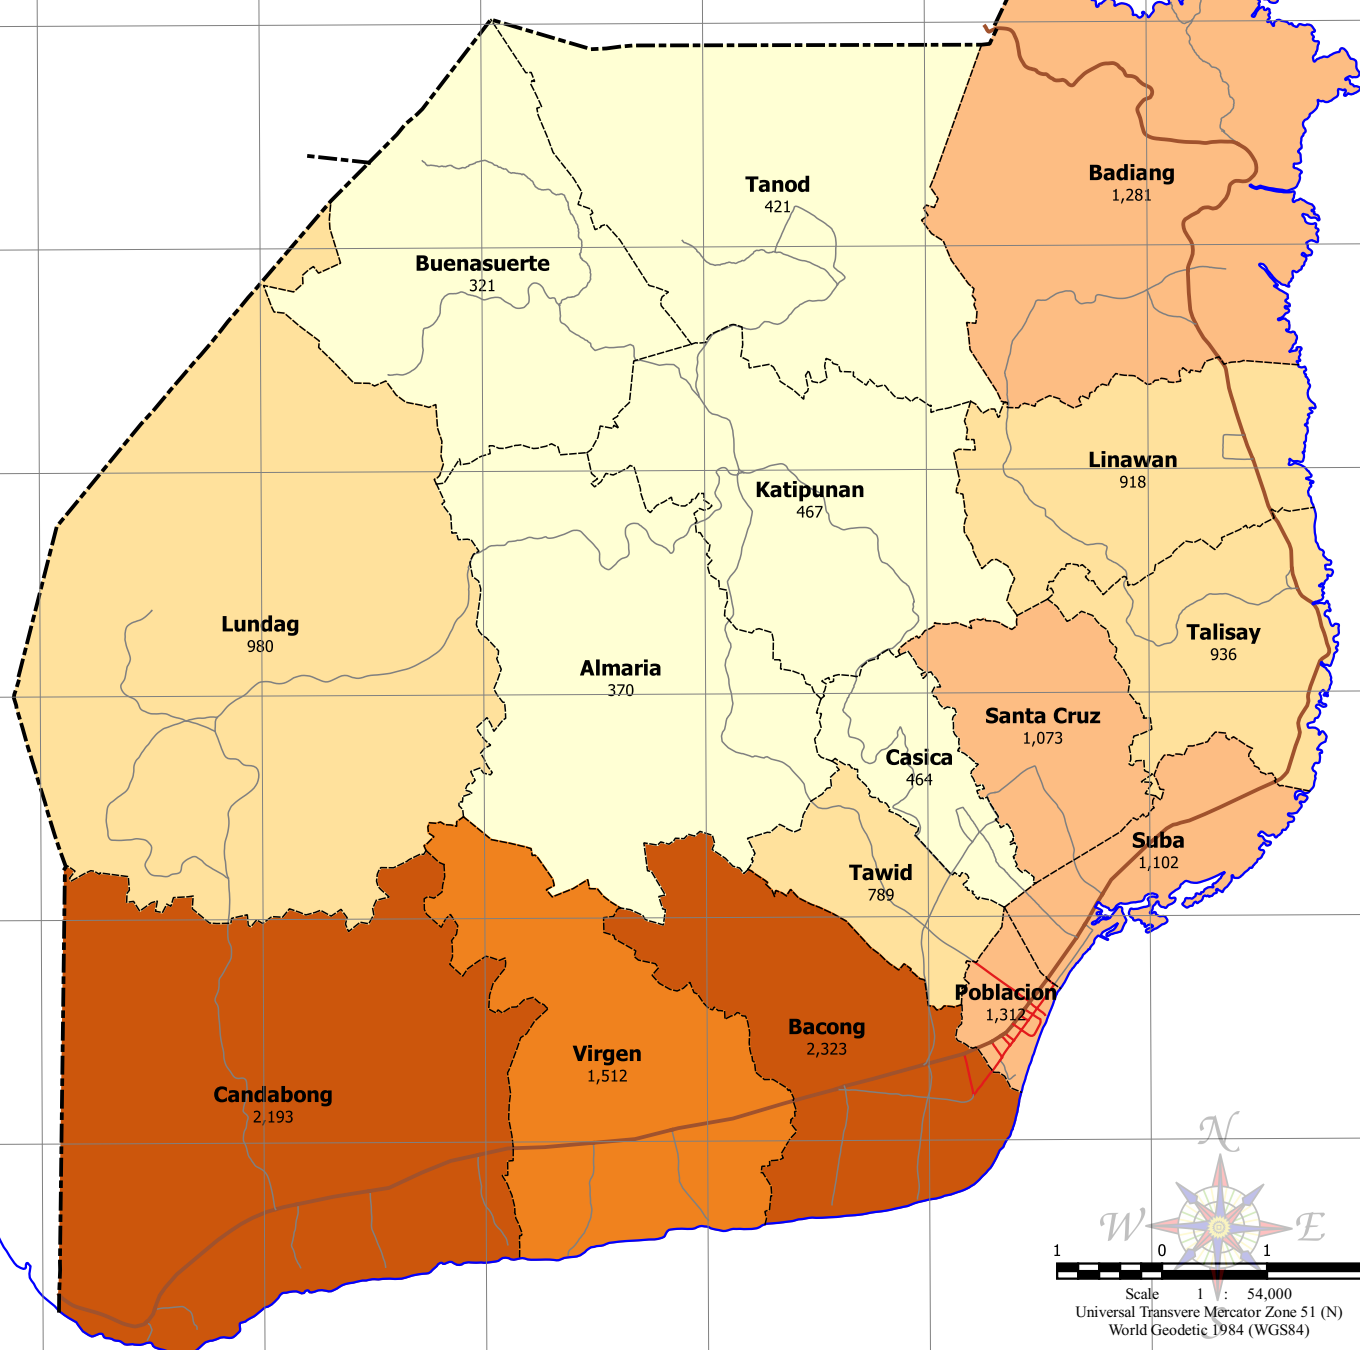 Badiang
1,281
Tanod
421
Buenasuerte
321
Linawan
918
Katipunan
467
Lundag
980
Talisay
936
Almaria
370
Santa Cruz
1,073
Casica
464
Suba
1,102
Tawid
789
Poblacion
1,312
Bacong
2,323
Virgen
1,512
Candabong
2,193
N
W
E
S
1 0 1
Scale 1 : 54,000
Universal Transvere Mercator Zone 51 (N)
World Geodetic 1984 (WGS84)